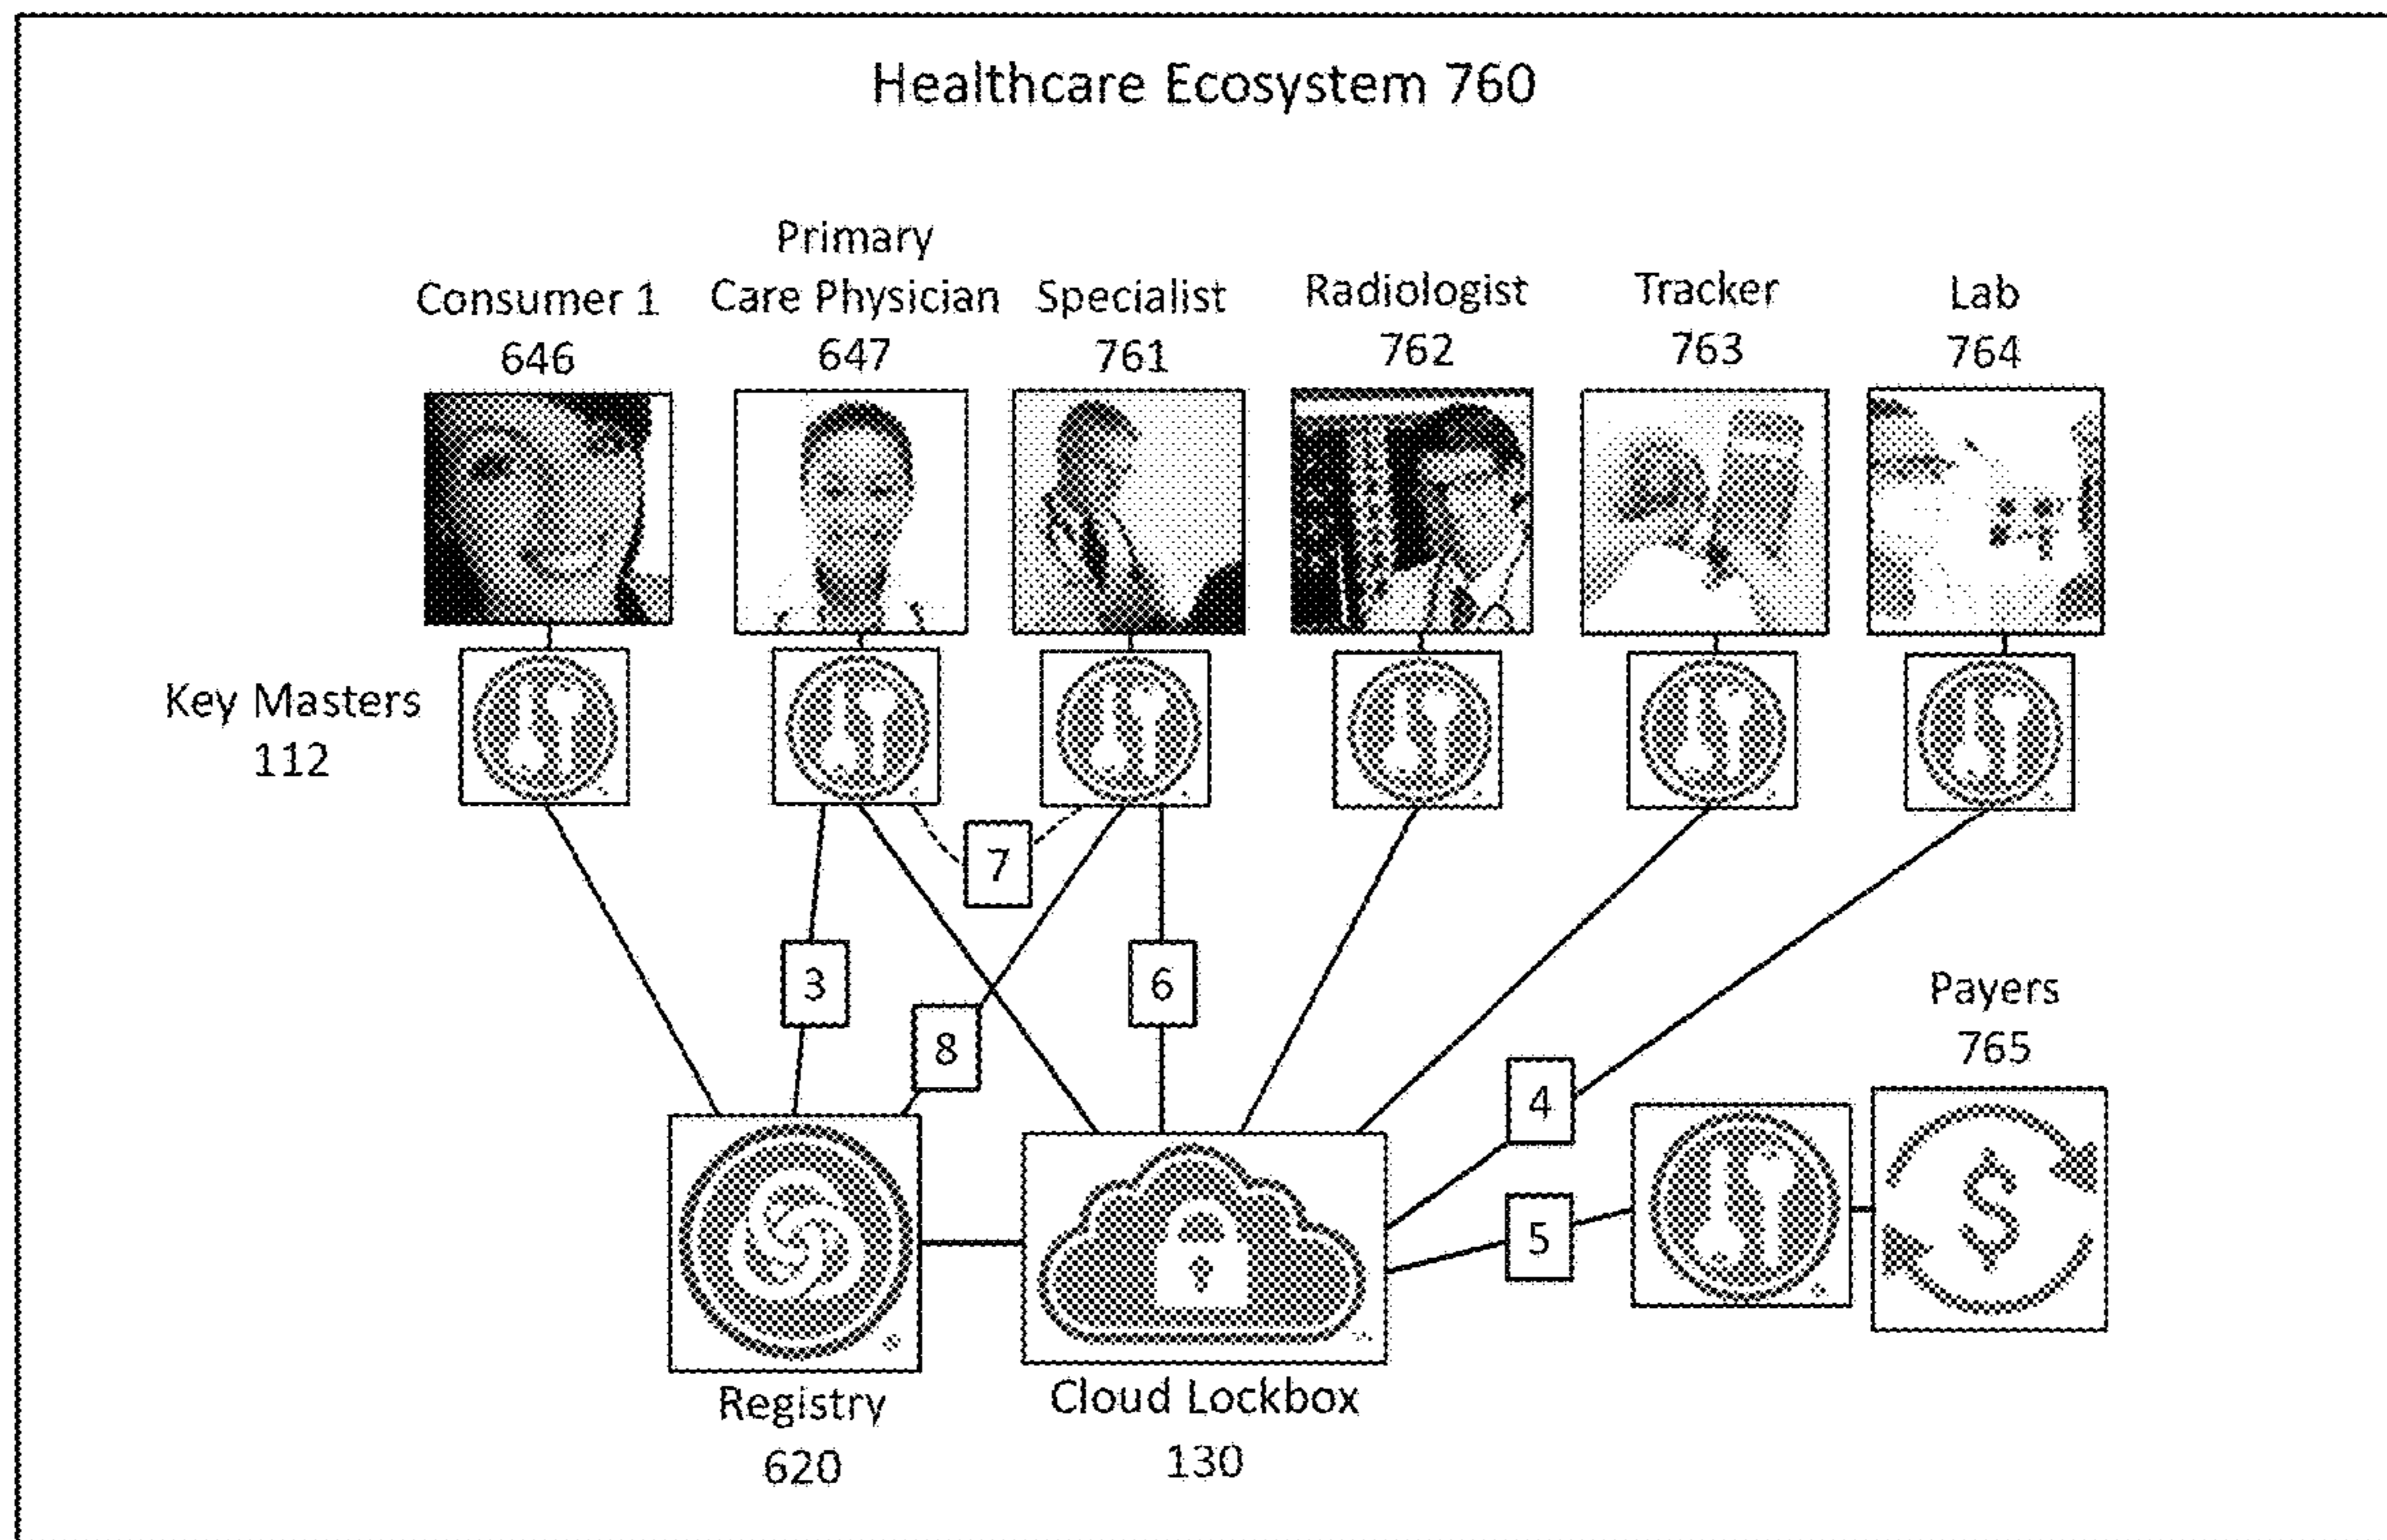 Healthcare Ecosystem 760
Consumer 1
646
Primary
Care Physician
647
Specialist
761
Radiologist
762
Tracker
763
Lab
764
Key Masters
112
7
3
6
8
4
5
Payers
765
$
Registry
620
Cloud Lockbox
130